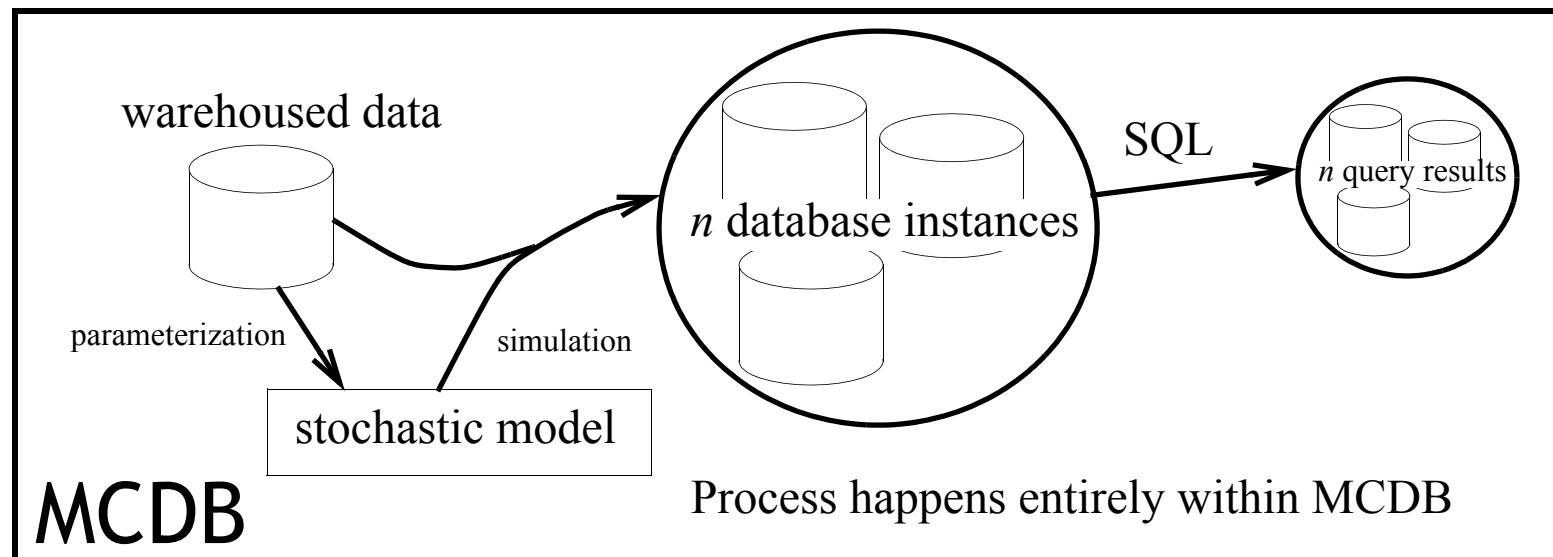 warehoused data
SQL
n query results
n database instances
parameterization
simulation
stochastic model
MCDB
Process happens entirely within MCDB